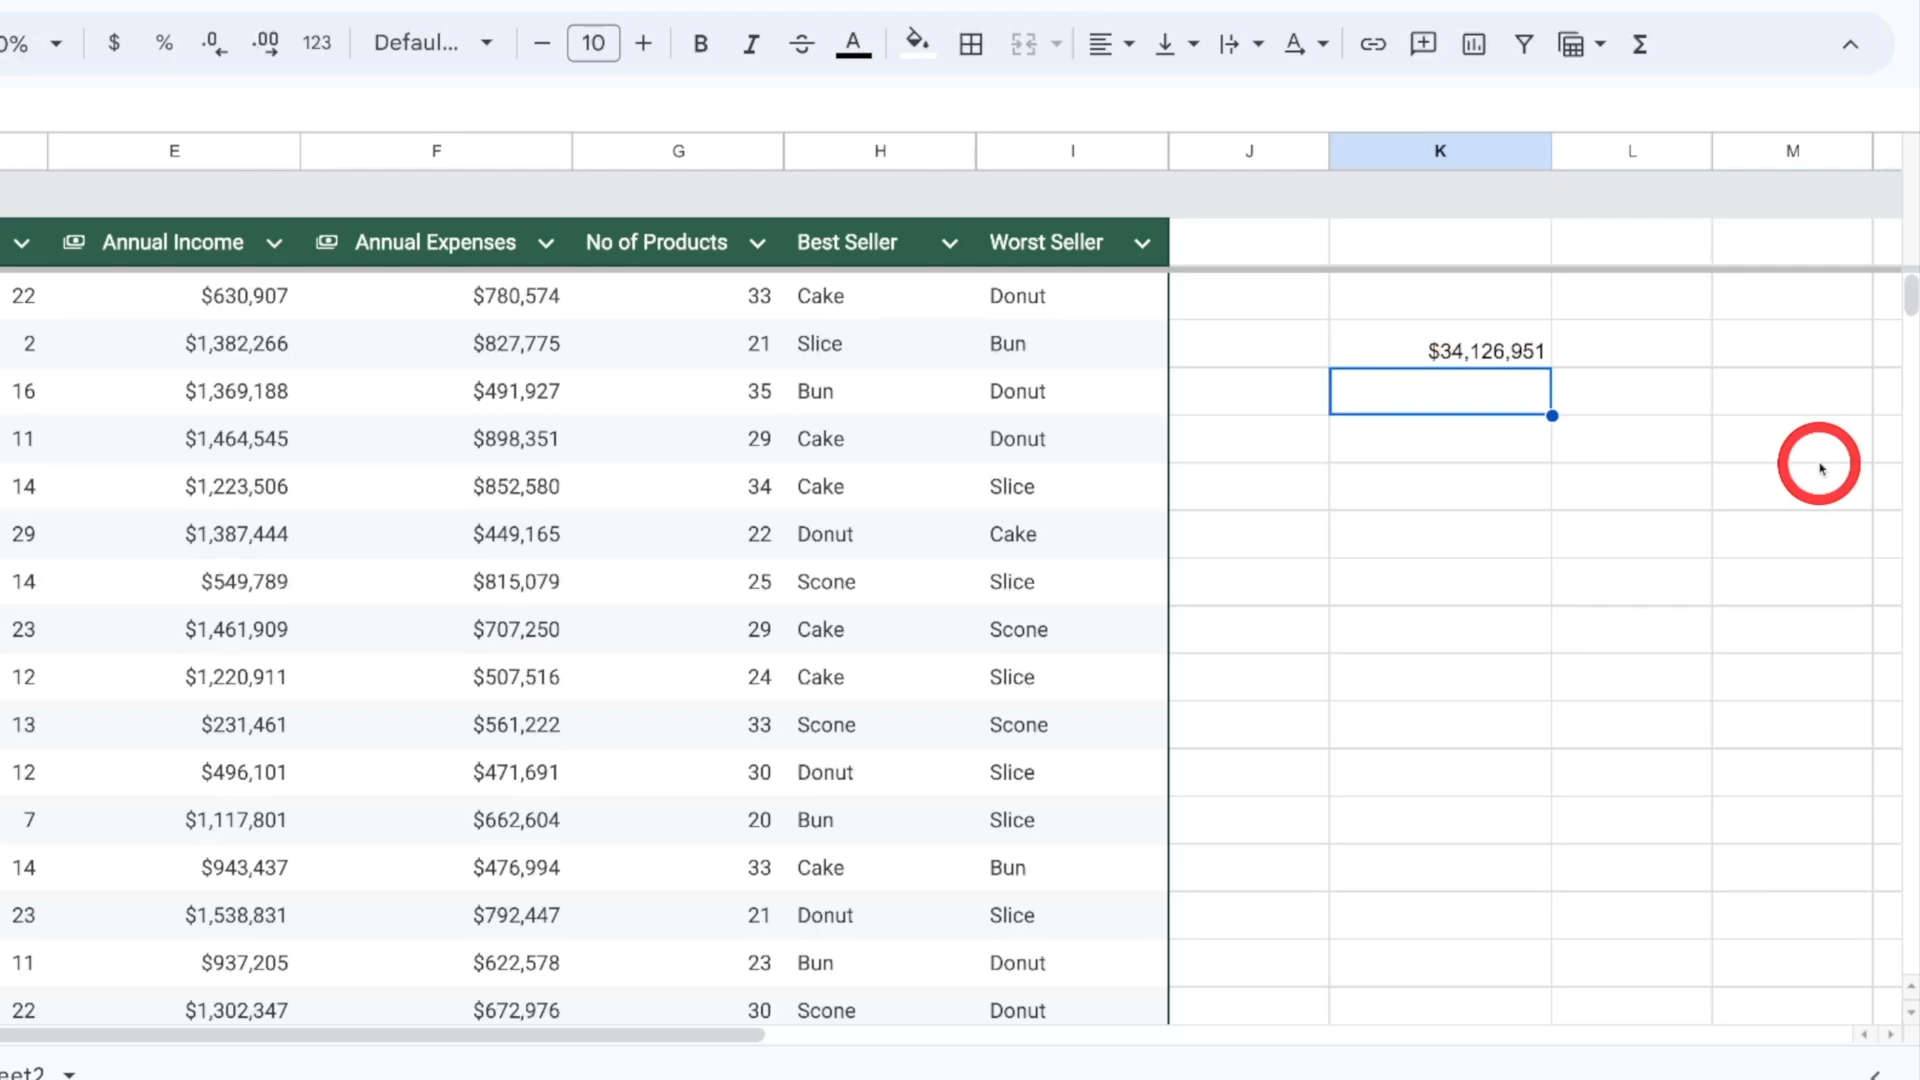 0% $ % .0 .00 123 Defaul... 10 B I A A Σ
E F G H I J K L M
Annual Income Annual Expenses No of Products Best Seller Worst Seller
22 $630,907 $780,574 33 Cake Donut
2 $1,382,266 $827,775 21 Slice Bun $34,126,951
16 $1,369,188 $491,927 35 Bun Donut
11 $1,464,545 $898,351 29 Cake Donut
14 $1,223,506 $852,580 34 Cake Slice
29 $1,387,444 $449,165 22 Donut Cake
14 $549,789 $815,079 25 Scone Slice
23 $1,461,909 $707,250 29 Cake Scone
12 $1,220,911 $507,516 24 Cake Slice
13 $231,461 $561,222 33 Scone Scone
12 $496,101 $471,691 30 Donut Slice
7 $1,117,801 $662,604 20 Bun Slice
14 $943,437 $476,994 33 Cake Bun
23 $1,538,831 $792,447 21 Donut Slice
11 $937,205 $622,578 23 Bun Donut
22 $1,302,347 $672,976 30 Scone Donut
eet2